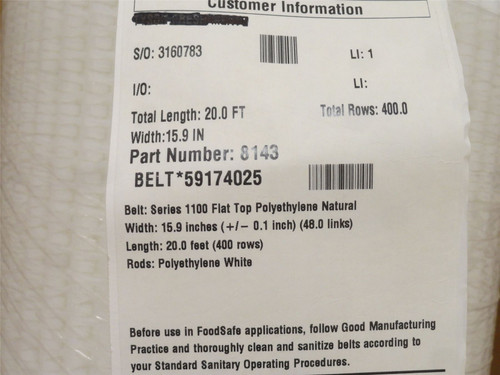 Customer Information
S/O: 3160783
LI: 1
I/O:
LI:
Total Length: 20.0 FT
Total Rows: 400.0
Width:15.9 IN
Part Number: 8143
BELT*59174025
Belt: Series 1100 Flat Top Polyethylene Natural
Width: 15.9 inches (+/- 0.1 inch) (48.0 links)
Length: 20.0 feet (400 rows)
Rods: Polyethylene White
Before use in FoodSafe applications, follow Good Manufacturing
Practice and thoroughly clean and sanitize belts according to
your Standard Sanitary Operating Procedures.